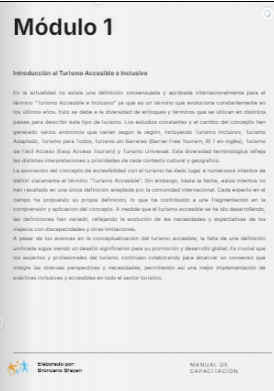 Módulo 1
Introducción al Turismo Accesible e Inclusivo
En la actualidad no existe una definición consensuada y aprobada internacionalmente para el
término "Turismo Accesible e Inclusivo" ya que es un término que evoluciona constantemente en
los últimos años. Esto se debe a la diversidad de enfoques y términos que se utilizan en distintos
países para describir este tipo de turismo. Los estudios constantes y el cambio del concepto han
generado varios sinónimos que varían según la región, incluyendo Turismo Inclusivo, Turismo
Adaptado, Turismo para Todos, Turismo sin Barreras (Barrier Free Tourism, BFT en inglés), Turismo
de Fácil Acceso (Easy Access Tourism) y Turismo Universal. Esta diversidad terminológica refleja
las distintas interpretaciones y prioridades de cada contexto cultural y geográfico.
La asociación del concepto de accesibilidad con el turismo ha dado lugar a numerosos intentos de
definir claramente el término "Turismo Accesible". Sin embargo, hasta la fecha, estos intentos no
han resultado en una única definición aceptada por la comunidad internacional. Cada experto en el
campo ha propuesto su propia definición, lo que ha contribuido a una fragmentación en la
comprensión y aplicación del concepto. A medida que el turismo accesible se ha ido desarrollando,
las definiciones han variado, reflejando la evolución de las necesidades y expectativas de los
viajeros con discapacidades y otras limitaciones.
A pesar de los avances en la conceptualización del turismo accesible, la falta de una definición
unificada sigue siendo un desafío significativo para su promoción y desarrollo global. Es crucial que
los expertos y profesionales del turismo continúen colaborando para alcanzar un consenso que
integre las diversas perspectivas y necesidades, permitiendo así una mejor implementación de
prácticas inclusivas y accesibles en todo el sector turístico.
Elaborado por:
Broncano Brayan
MANUAL DE
CAPACITACIÓN